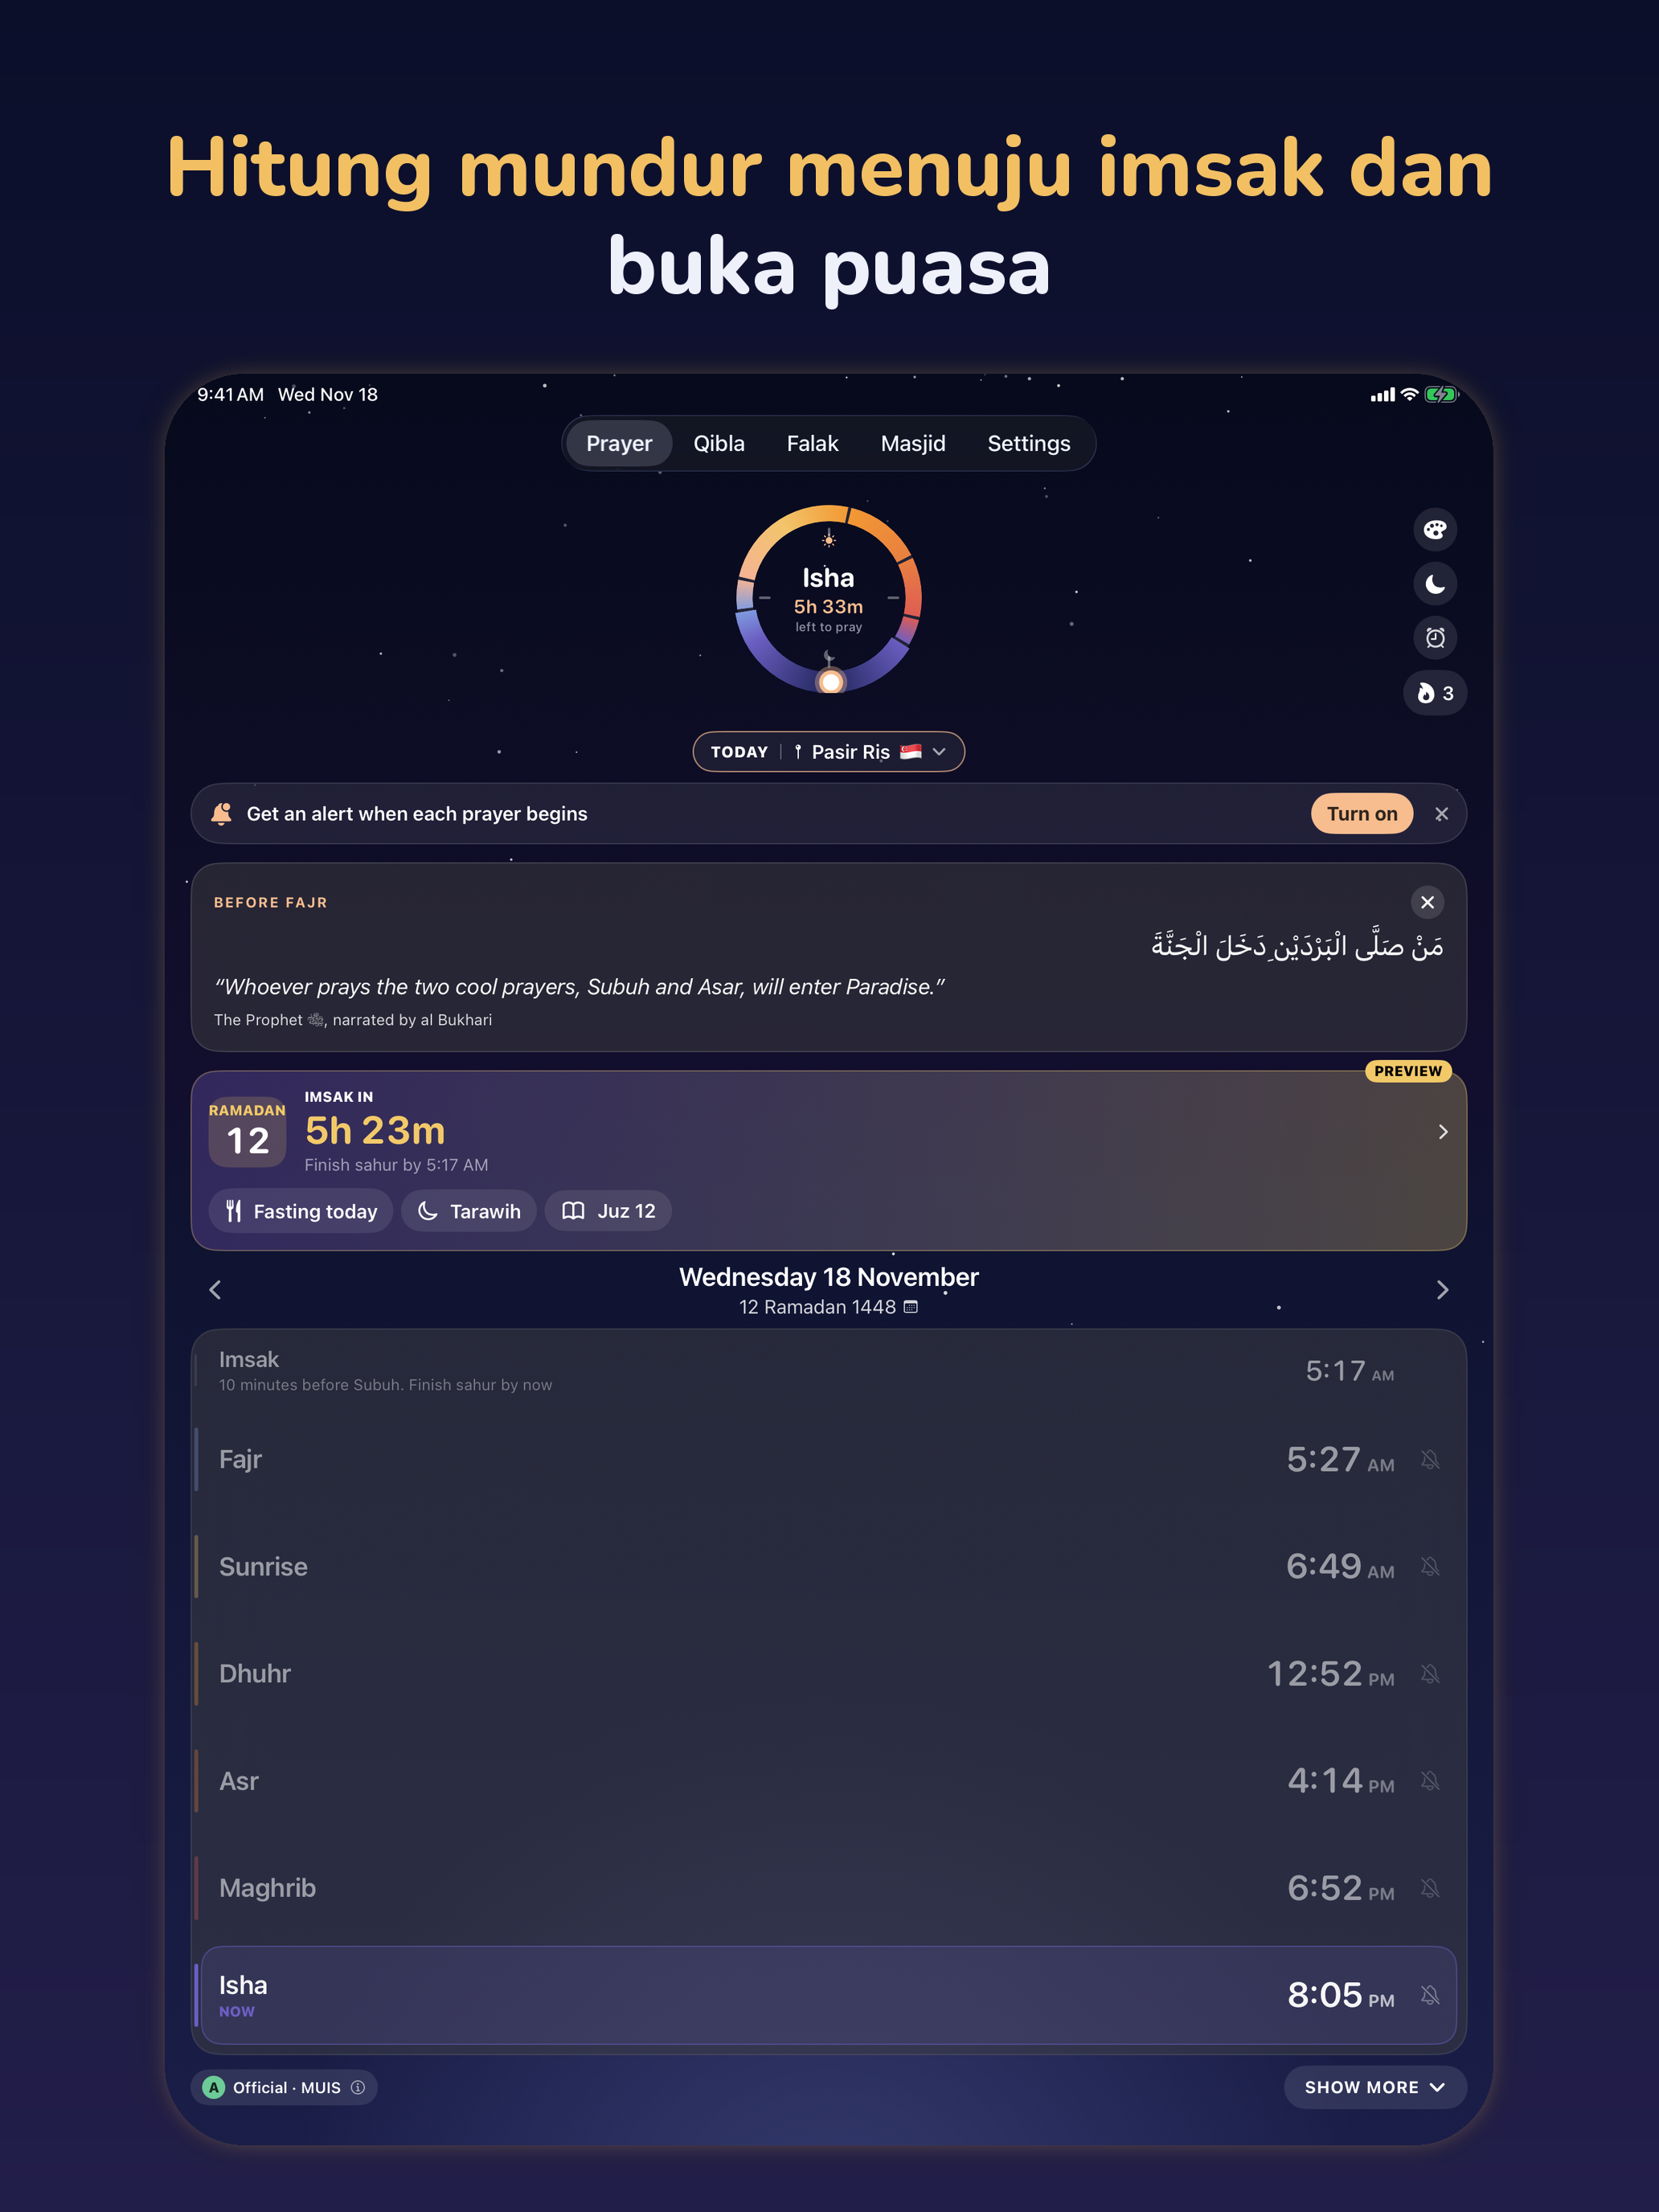 Hitung mundur menuju imsak dan
buka puasa
9:41 AM Wed Nov 18
Prayer Qibla Falak Masjid Settings
Isha
5h 33m
left to pray
3
TODAY Pasir Ris
Get an alert when each prayer begins
Turn on
BEFORE FAJR
مَنْ صَلَّى الْبَرْدَيْنِ دَخَلَ الْجَنَّةَ
“Whoever prays the two cool prayers, Subuh and Asar, will enter Paradise.”
The Prophet ﷺ, narrated by al Bukhari
PREVIEW
RAMADAN
12
IMSAK IN
5h 23m
Finish sahur by 5:17 AM
Fasting today Tarawih Juz 12
Wednesday 18 November
12 Ramadan 1448
Imsak 5:17 AM
10 minutes before Subuh. Finish sahur by now
Fajr 5:27 AM
Sunrise 6:49 AM
Dhuhr 12:52 PM
Asr 4:14 PM
Maghrib 6:52 PM
Isha 8:05 PM
NOW
A Official · MUIS
SHOW MORE